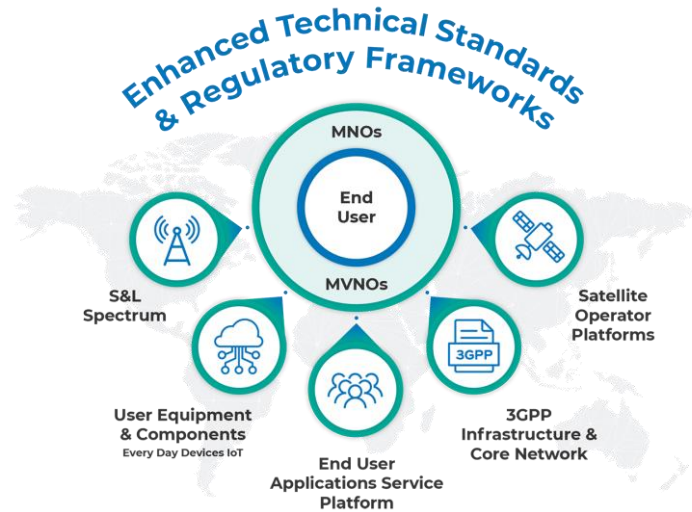 Enhanced Technical Standards
& Regulatory Frameworks
MNOs
End
User
MVNOs
S&L
Spectrum
Satellite
Operator
Platforms
User Equipment
& Components
Every Day Devices IoT
3GPP
3GPP
Infrastructure &
Core Network
End User
Applications Service
Platform